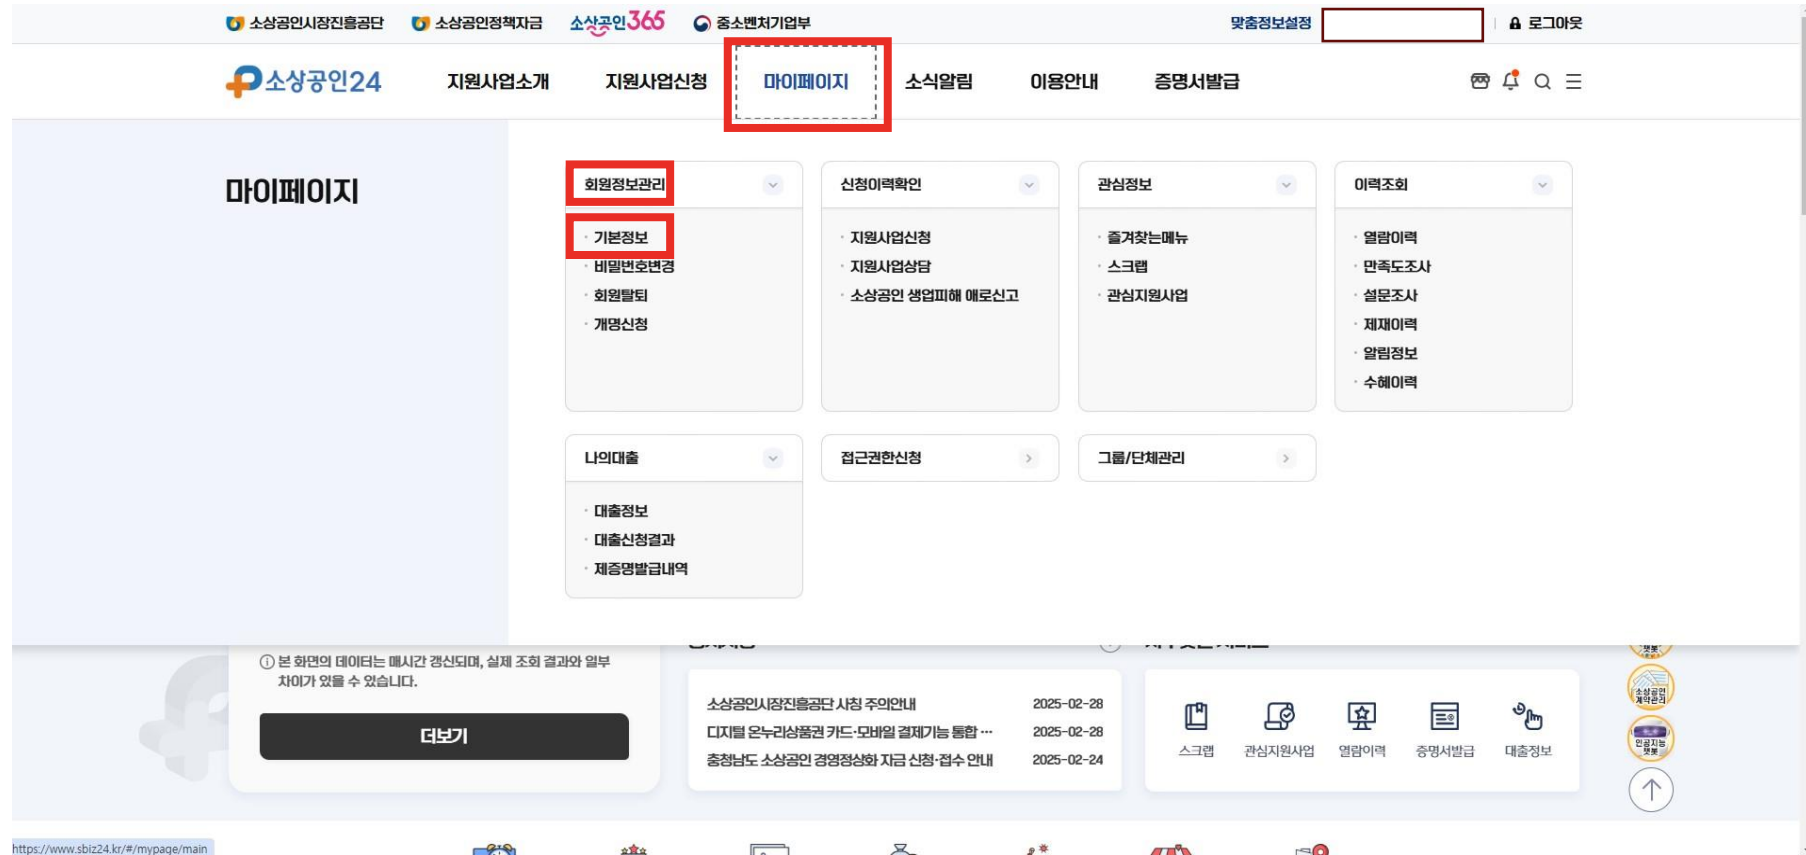 소상공인시장진흥공단 소상공인정책자금 소상공인365 중소벤처기업부 맞춤정보설정 로그아웃
소상공인24 지원사업소개 지원사업신청 마이페이지 소식알림 이용안내 증명서발급
마이페이지
회원정보관리
· 기본정보
· 비밀번호변경
· 회원탈퇴
· 개명신청
신청이력확인
· 지원사업신청
· 지원사업상담
· 소상공인 생업피해 애로신고
관심정보
· 즐겨찾는메뉴
· 스크랩
· 관심지원사업
이력조회
· 열람이력
· 만족도조사
· 설문조사
· 제재이력
· 알림정보
· 수혜이력
나의대출
· 대출정보
· 대출신청결과
· 제증명발급내역
접근권한신청
그룹/단체관리
본 화면의 데이터는 매시간 갱신되며, 실제 조회 결과와 일부
차이가 있을 수 있습니다.
더보기
소상공인시장진흥공단 사칭 주의안내 2025-02-28
디지털 온누리상품권 카드·모바일 결제기능 통합 ··· 2025-02-28
충청남도 소상공인 경영정상화 자금 신청·접수 안내 2025-02-24
스크랩 관심지원사업 열람이력 증명서발급 대출정보
챗봇
소상공인
계약관리
인공지능
챗봇
https://www.sbiz24.kr/#/mypage/main